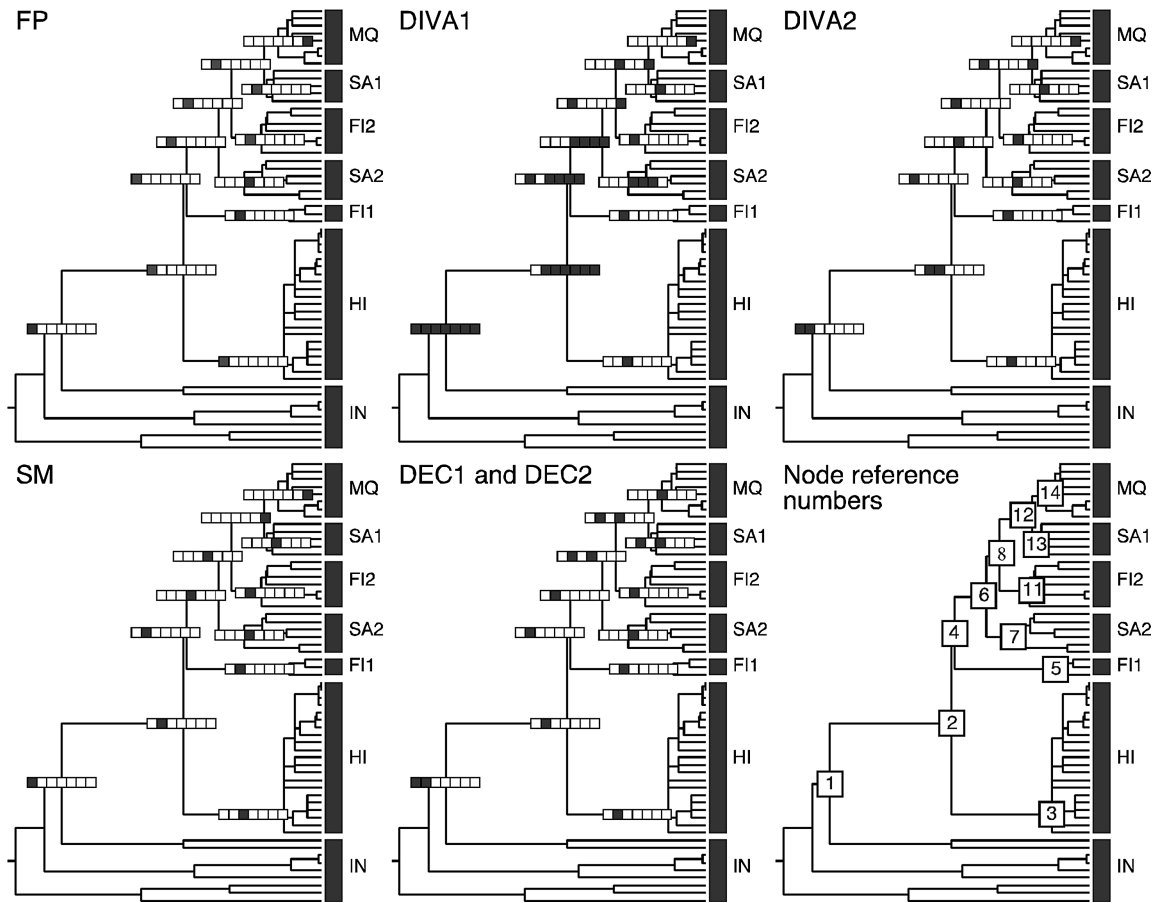 FP
MQ
SA1
FI2
SA2
FI1
HI
IN
DIVA1
MQ
SA1
FI2
SA2
FI1
HI
IN
DIVA2
MQ
SA1
FI2
SA2
FI1
HI
IN
SM
MQ
SA1
FI2
SA2
FI1
HI
IN
DEC1 and DEC2
MQ
SA1
FI2
SA2
FI1
HI
IN
Node reference
numbers
14
12
13
8
11
6
7
4
5
2
1
3
MQ
SA1
FI2
SA2
FI1
HI
IN